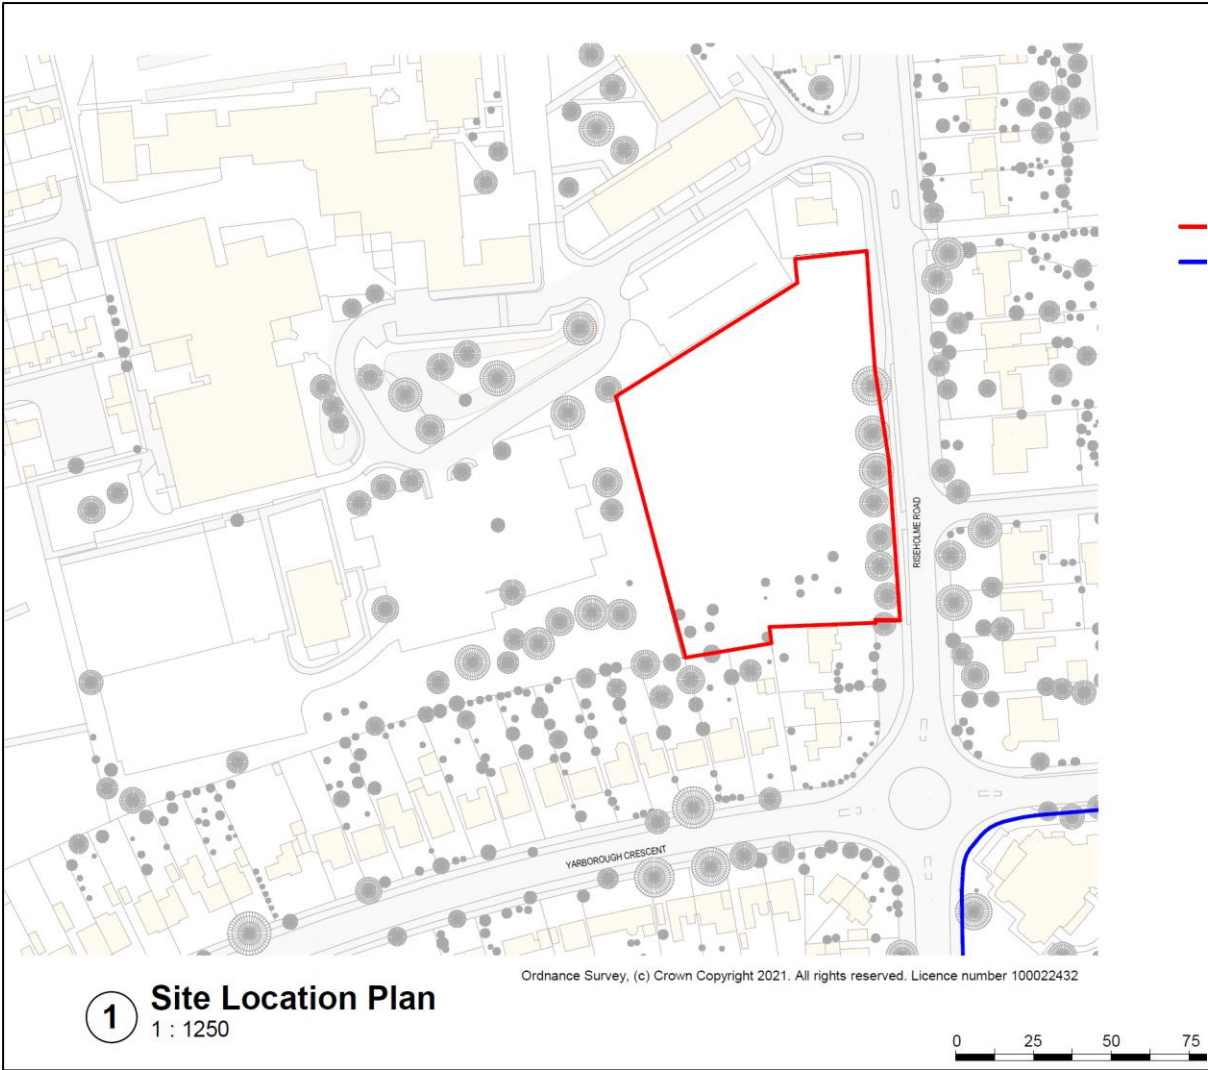 RISEHOLME ROAD
YARBOROUGH CRESCENT
Ordnance Survey, (c) Crown Copyright 2021. All rights reserved. Licence number 100022432
1 Site Location Plan
1 : 1250
0 25 50 75